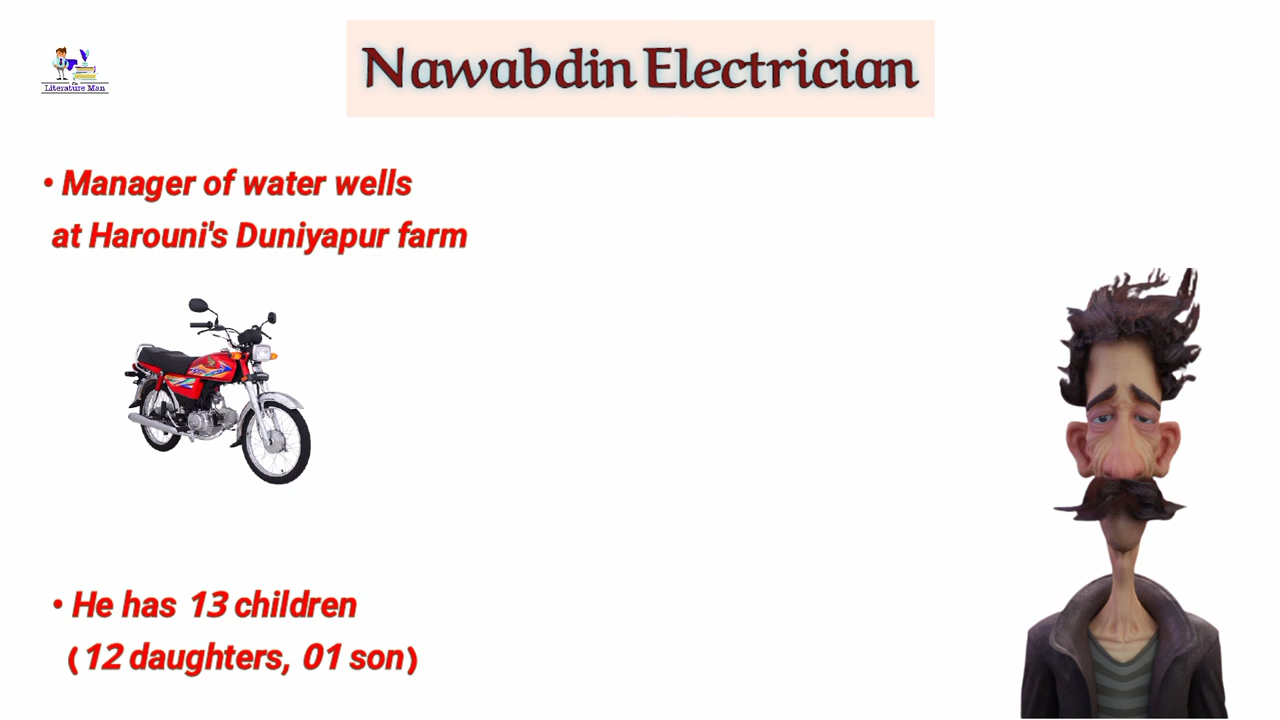 Nawabdin Electrician
Literature Man
• Manager of water wells
at Harouni's Duniyapur farm
• He has 13 children
(12 daughters, 01 son)